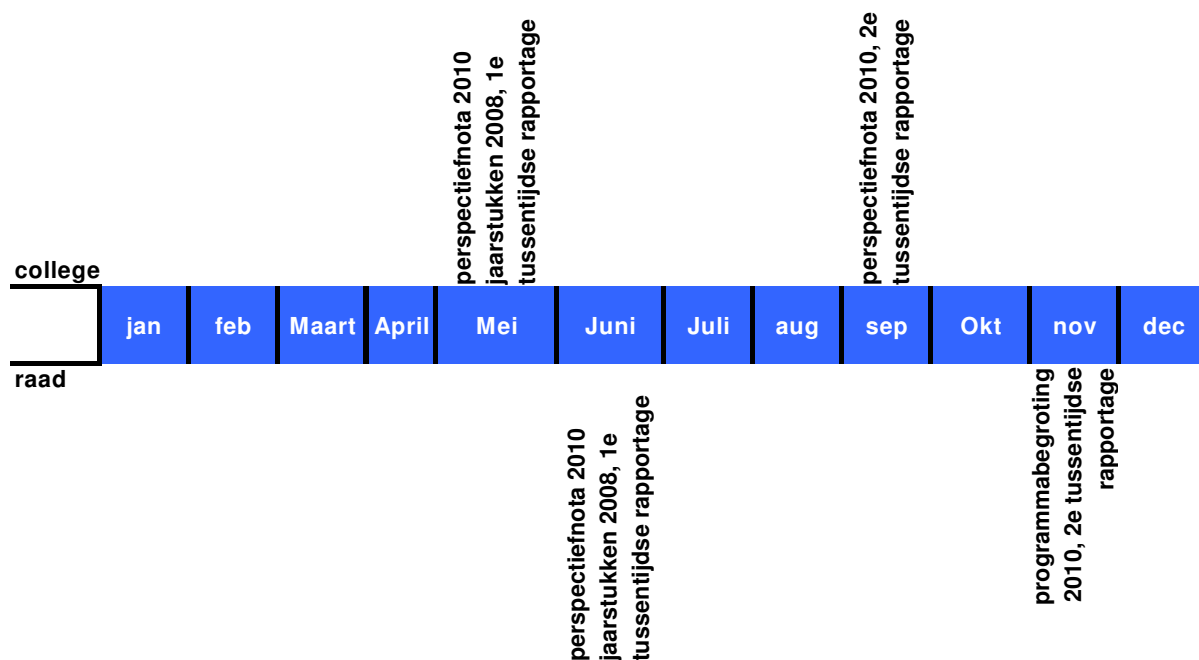 perspectiefnota 2010
jaarstukken 2008, 1e
tussentijdse rapportage
perspectiefnota 2010, 2e
tussentijdse rapportage
college
jan
feb
Maart
April
Mei
Juni
Juli
aug
sep
Okt
nov
dec
raad
perspectiefnota 2010
jaarstukken 2008, 1e
tussentijdse rapportage
programmabegroting
2010, 2e tussentijdse
rapportage